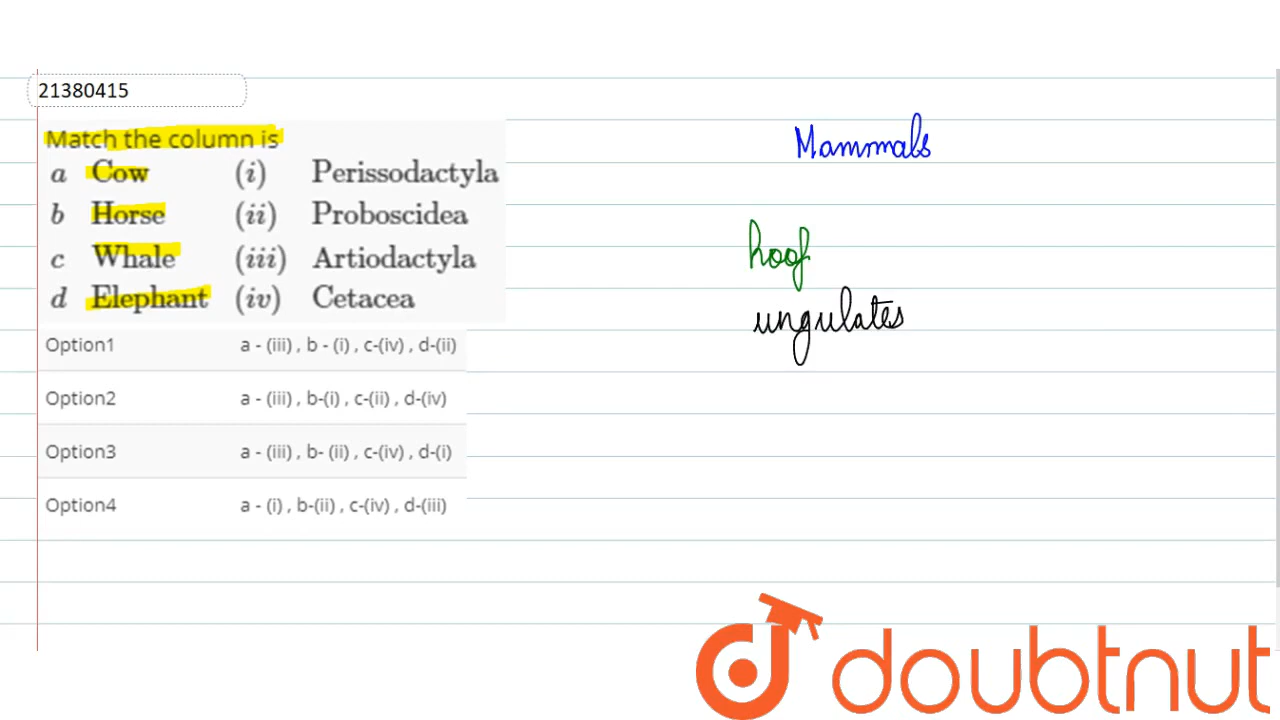 21380415
Match the column is
a Cow (i) Perissodactyla
b Horse (ii) Proboscidea
c Whale (iii) Artiodactyla
d Elephant (iv) Cetacea
Option1 a - (iii) , b - (i) , c-(iv) , d-(ii)
Option2 a - (iii) , b-(i) , c-(ii) , d-(iv)
Option3 a - (iii) , b- (ii) , c-(iv) , d-(i)
Option4 a - (i) , b-(ii) , c-(iv) , d-(iii)
Mammals
hoof
ungulates
doubtnut